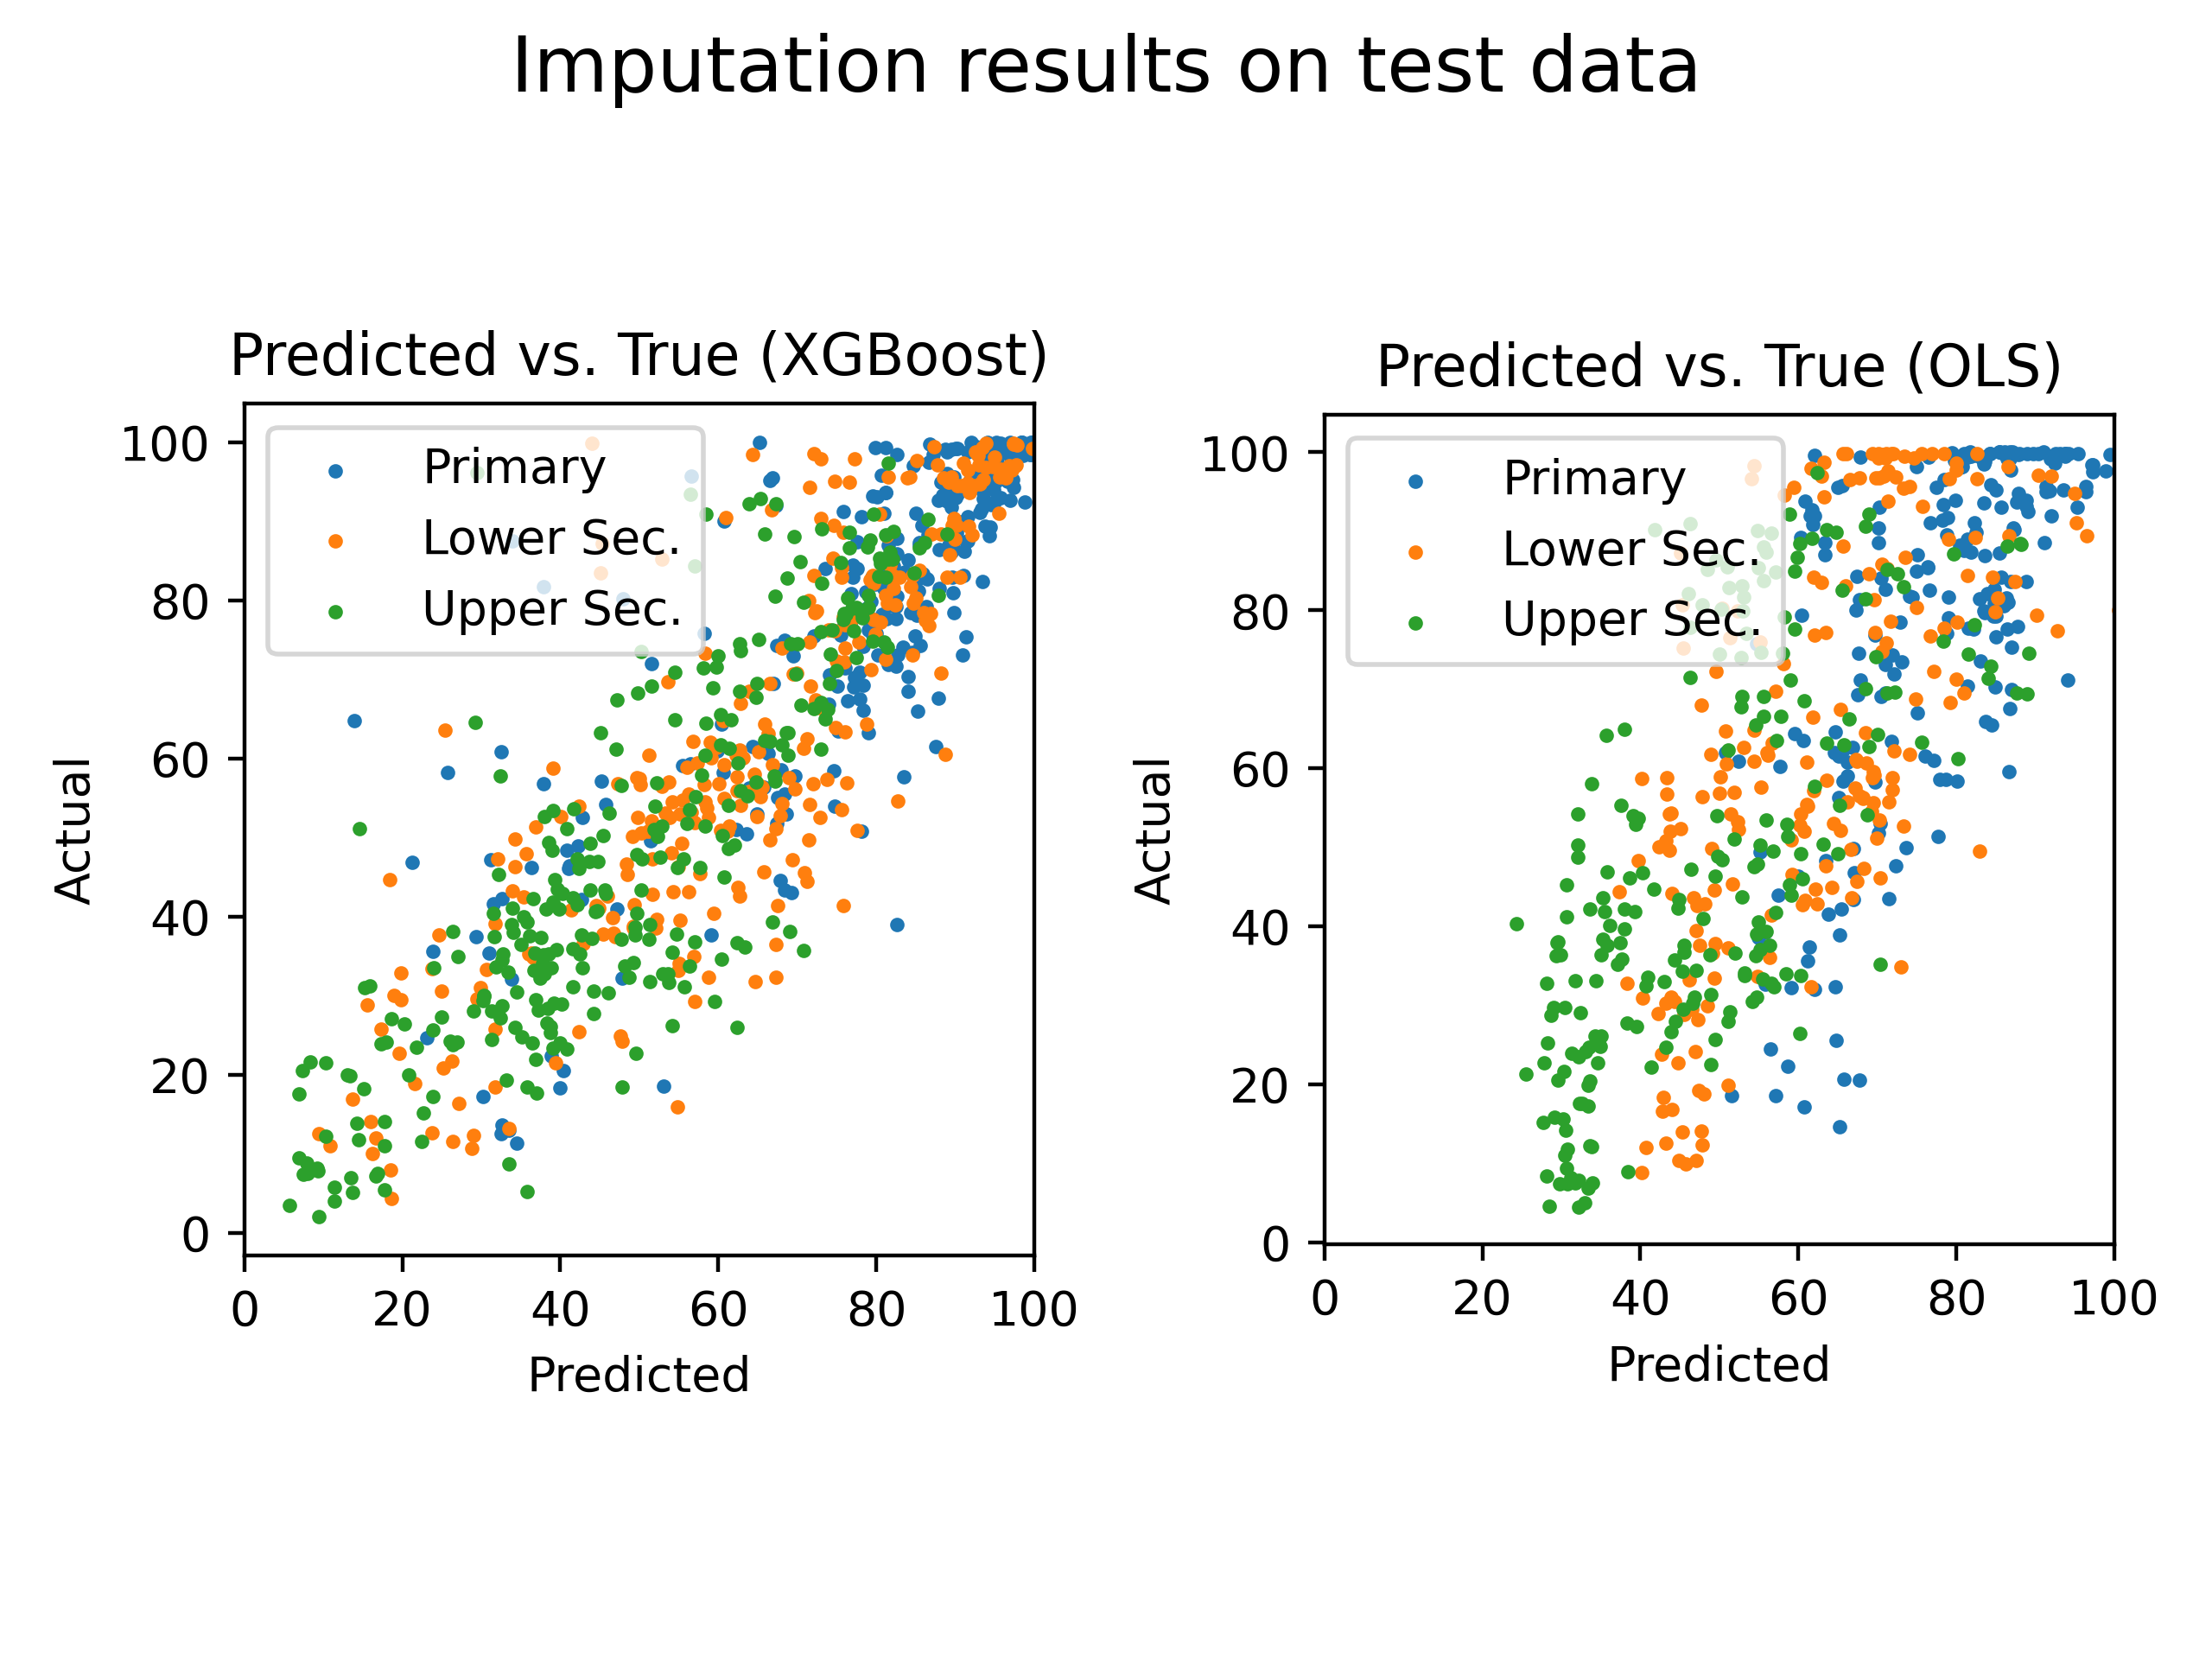 Imputation results on test data
Predicted vs. True (XGBoost)
Primary
Lower Sec.
Upper Sec.
100
80
60
40
20
0
Actual
0 20 40 60 80 100
Predicted
Predicted vs. True (OLS)
Primary
Lower Sec.
Upper Sec.
100
80
60
40
20
0
Actual
0 20 40 60 80 100
Predicted